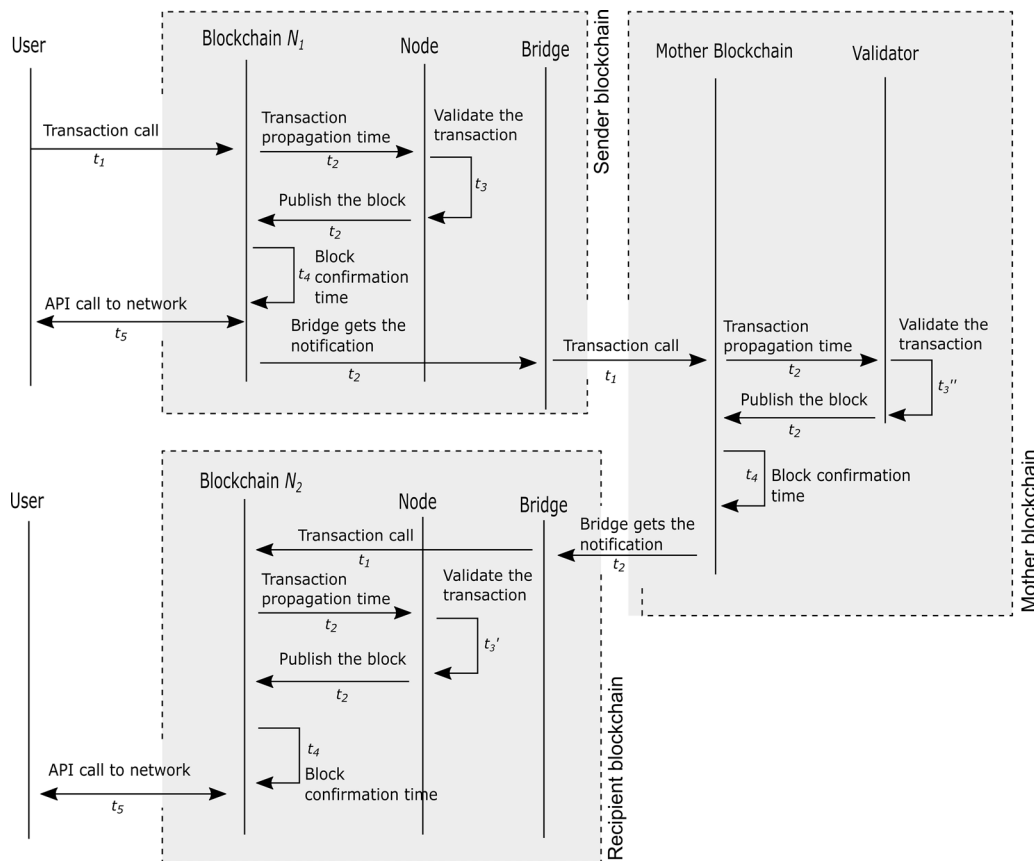 User
Blockchain N1
Node
Bridge
Sender blockchain
Mother Blockchain
Validator
Transaction call
t1
Transaction
propagation time
t2
Validate the
transaction
t3
Publish the block
t2
t4
Block
confirmation
time
API call to network
t5
Bridge gets the
notification
t2
Transaction call
t1
Transaction
propagation time
t2
Validate the
transaction
t3''
Publish the block
t2
t4
Block confirmation
time
Bridge gets the
notification
t2
Mother blockchain
User
Blockchain N2
Node
Bridge
Transaction call
t1
Transaction
propagation time
t2
Validate the
transaction
t3'
Publish the block
t2
t4
Block
confirmation time
API call to network
t5
Recipient blockchain